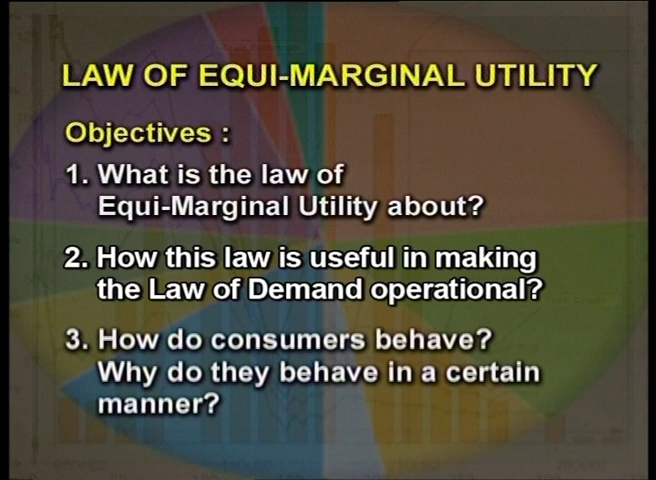 LAW OF EQUI-MARGINAL UTILITY
Objectives :
1. What is the law of
Equi-Marginal Utility about?
2. How this law is useful in making
the Law of Demand operational?
3. How do consumers behave?
Why do they behave in a certain
manner?